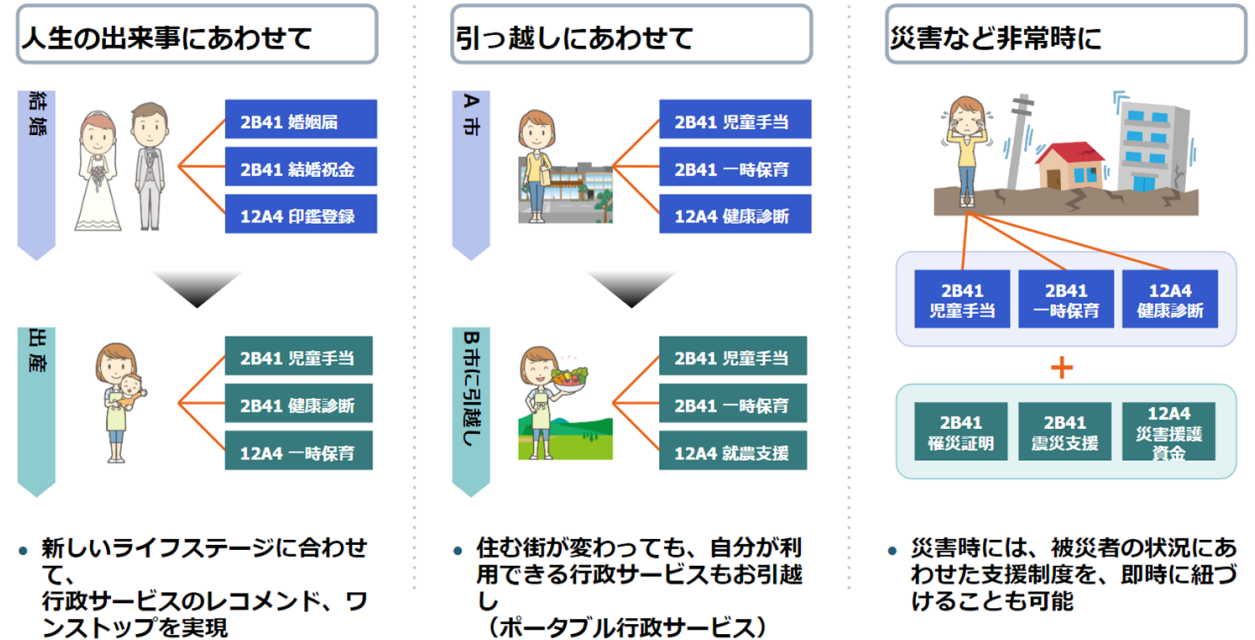 人生の出来事にあわせて
結婚
2B41 婚姻届
2B41 結婚祝金
12A4 印鑑登録
出産
2B41 児童手当
2B41 健康診断
12A4 一時保育
新しいライフステージに合わせ
て、
行政サービスのレコメンド、ワ
ンストップを実現
引っ越しにあわせて
A市
2B41 児童手当
2B41 一時保育
12A4 健康診断
B市に引越し
2B41 児童手当
2B41 一時保育
12A4 就農支援
住む街が変わっても、自分が利
用できる行政サービスもお引越
し
（ポータブル行政サービス）
災害など非常時に
2B41
児童手当
2B41
一時保育
12A4
健康診断
+
2B41
罹災証明
2B41
震災支援
12A4
災害援護
資金
災害時には、被災者の状況にあ
わせた支援制度を、即時に紐づ
けることも可能